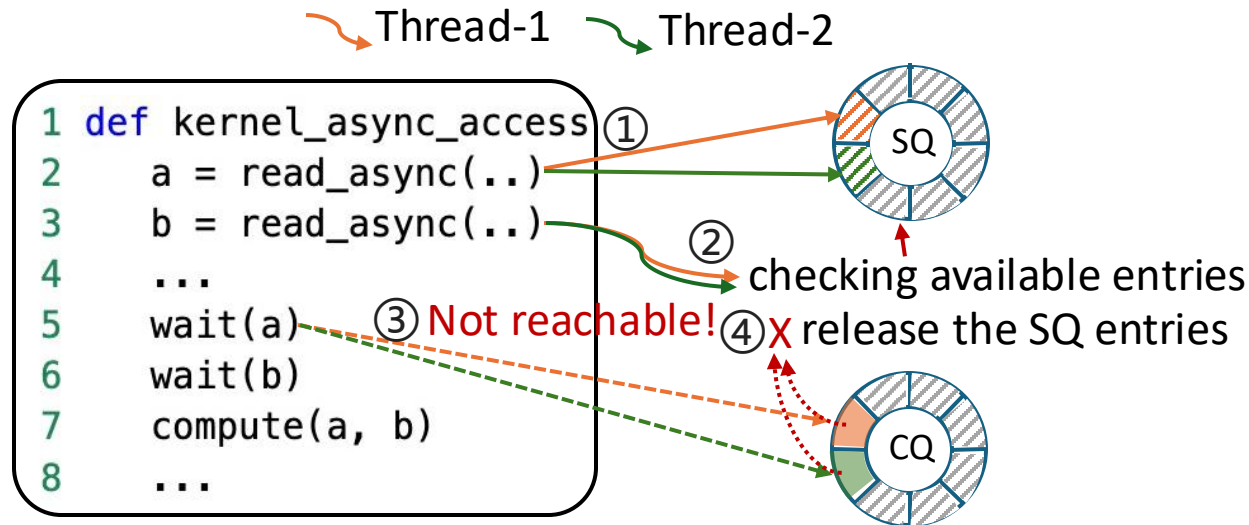 Thread-1 Thread-2
1 def kernel_async_access ①
2 a = read_async(..)
SQ
3 b = read_async(..)
②
4 ...
checking available entries
5 wait(a) ③ Not reachable! ④ X release the SQ entries
6 wait(b)
7 compute(a, b)
CQ
8 ...